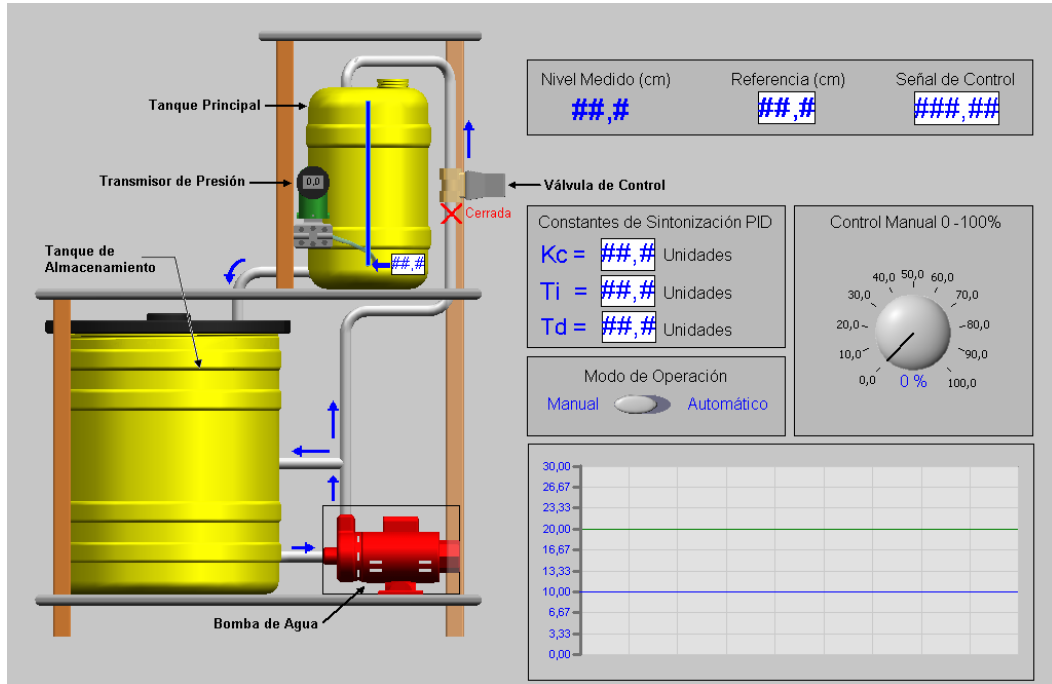 Tanque Principal
Transmisor de Presión
0,0
Tanque de
Almacenamiento
##,#
Válvula de Control
Cerrada
Bomba de Agua
Nivel Medido (cm)
Referencia (cm)
Señal de Control
##,#
##,#
###,##
Constantes de Sintonización PID
Kc = ##,# Unidades
Ti = ##,# Unidades
Td = ##,# Unidades
Modo de Operación
Manual
Automático
Control Manual 0 -100%
0,0
10,0
20,0
30,0
40,0
50,0
60,0
70,0
80,0
90,0
100,0
0 %
30,00
26,67
23,33
20,00
16,67
13,33
10,00
6,67
3,33
0,00